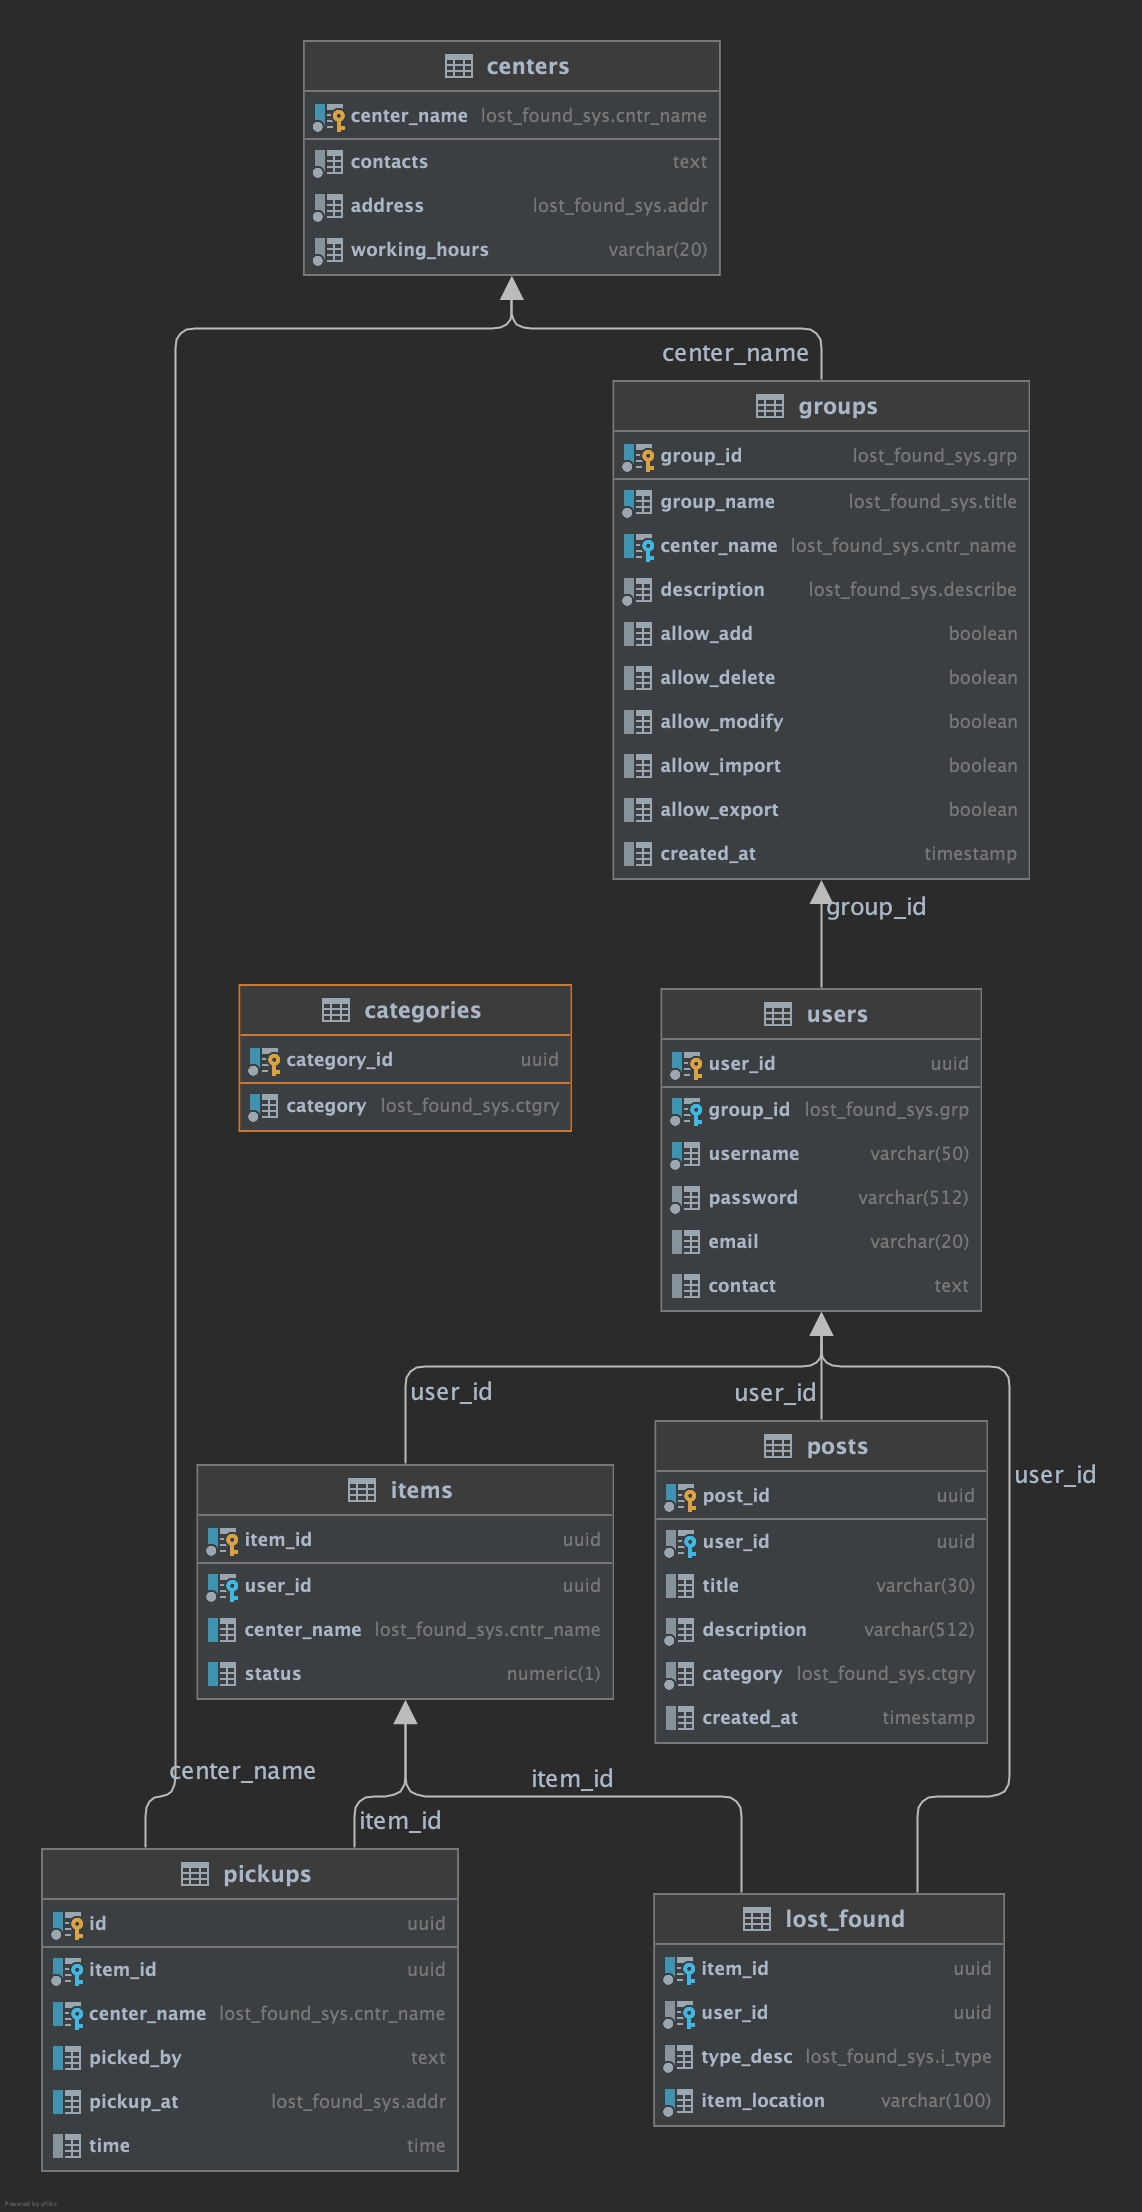 centers
center_name lost_found_sys.cntr_name
contacts text
address lost_found_sys.addr
working_hours varchar(20)
center_name
groups
group_id lost_found_sys.grp
group_name lost_found_sys.title
center_name lost_found_sys.cntr_name
description lost_found_sys.describe
allow_add boolean
allow_delete boolean
allow_modify boolean
allow_import boolean
allow_export boolean
created_at timestamp
group_id
categories
category_id uuid
category lost_found_sys.ctgry
users
user_id uuid
group_id lost_found_sys.grp
username varchar(50)
password varchar(512)
email varchar(20)
contact text
user_id
user_id
user_id
items
item_id uuid
user_id uuid
center_name lost_found_sys.cntr_name
status numeric(1)
posts
post_id uuid
user_id uuid
title varchar(30)
description varchar(512)
category lost_found_sys.ctgry
created_at timestamp
center_name
item_id
item_id
pickups
id uuid
item_id uuid
center_name lost_found_sys.cntr_name
picked_by text
pickup_at lost_found_sys.addr
time time
lost_found
item_id uuid
user_id uuid
type_desc lost_found_sys.i_type
item_location varchar(100)
Powered by yFiles